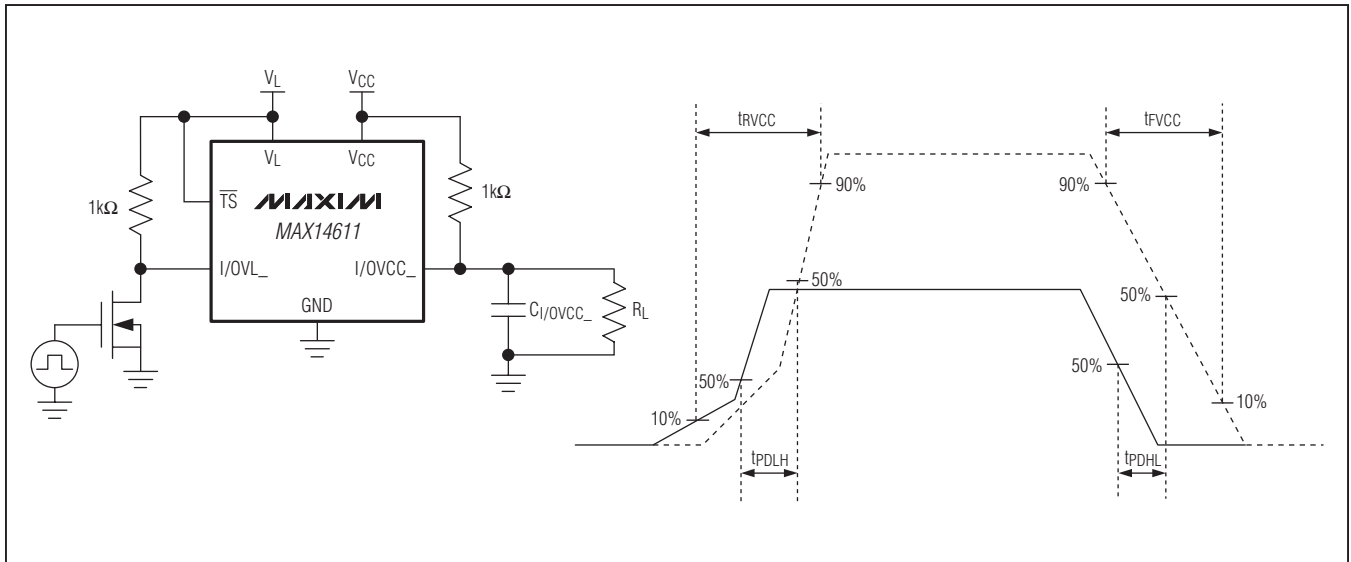 VL
VCC
VL
VCC
1kΩ
TS
MAXIM
1kΩ
MAX14611
I/OVL_
I/OVCC_
GND
CI/OVCC_
RL
tRVCC
tFVCC
90%
90%
50%
50%
50%
50%
10%
10%
tPDLH
tPDHL